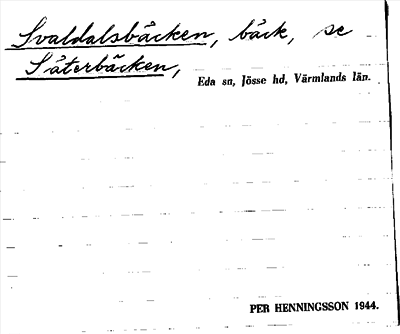 Svaldalsbäcken, bäck, se
Säterbäcken,
Eda sn, Jösse hd, Värmlands län.
PER HENNINGSSON 1944.